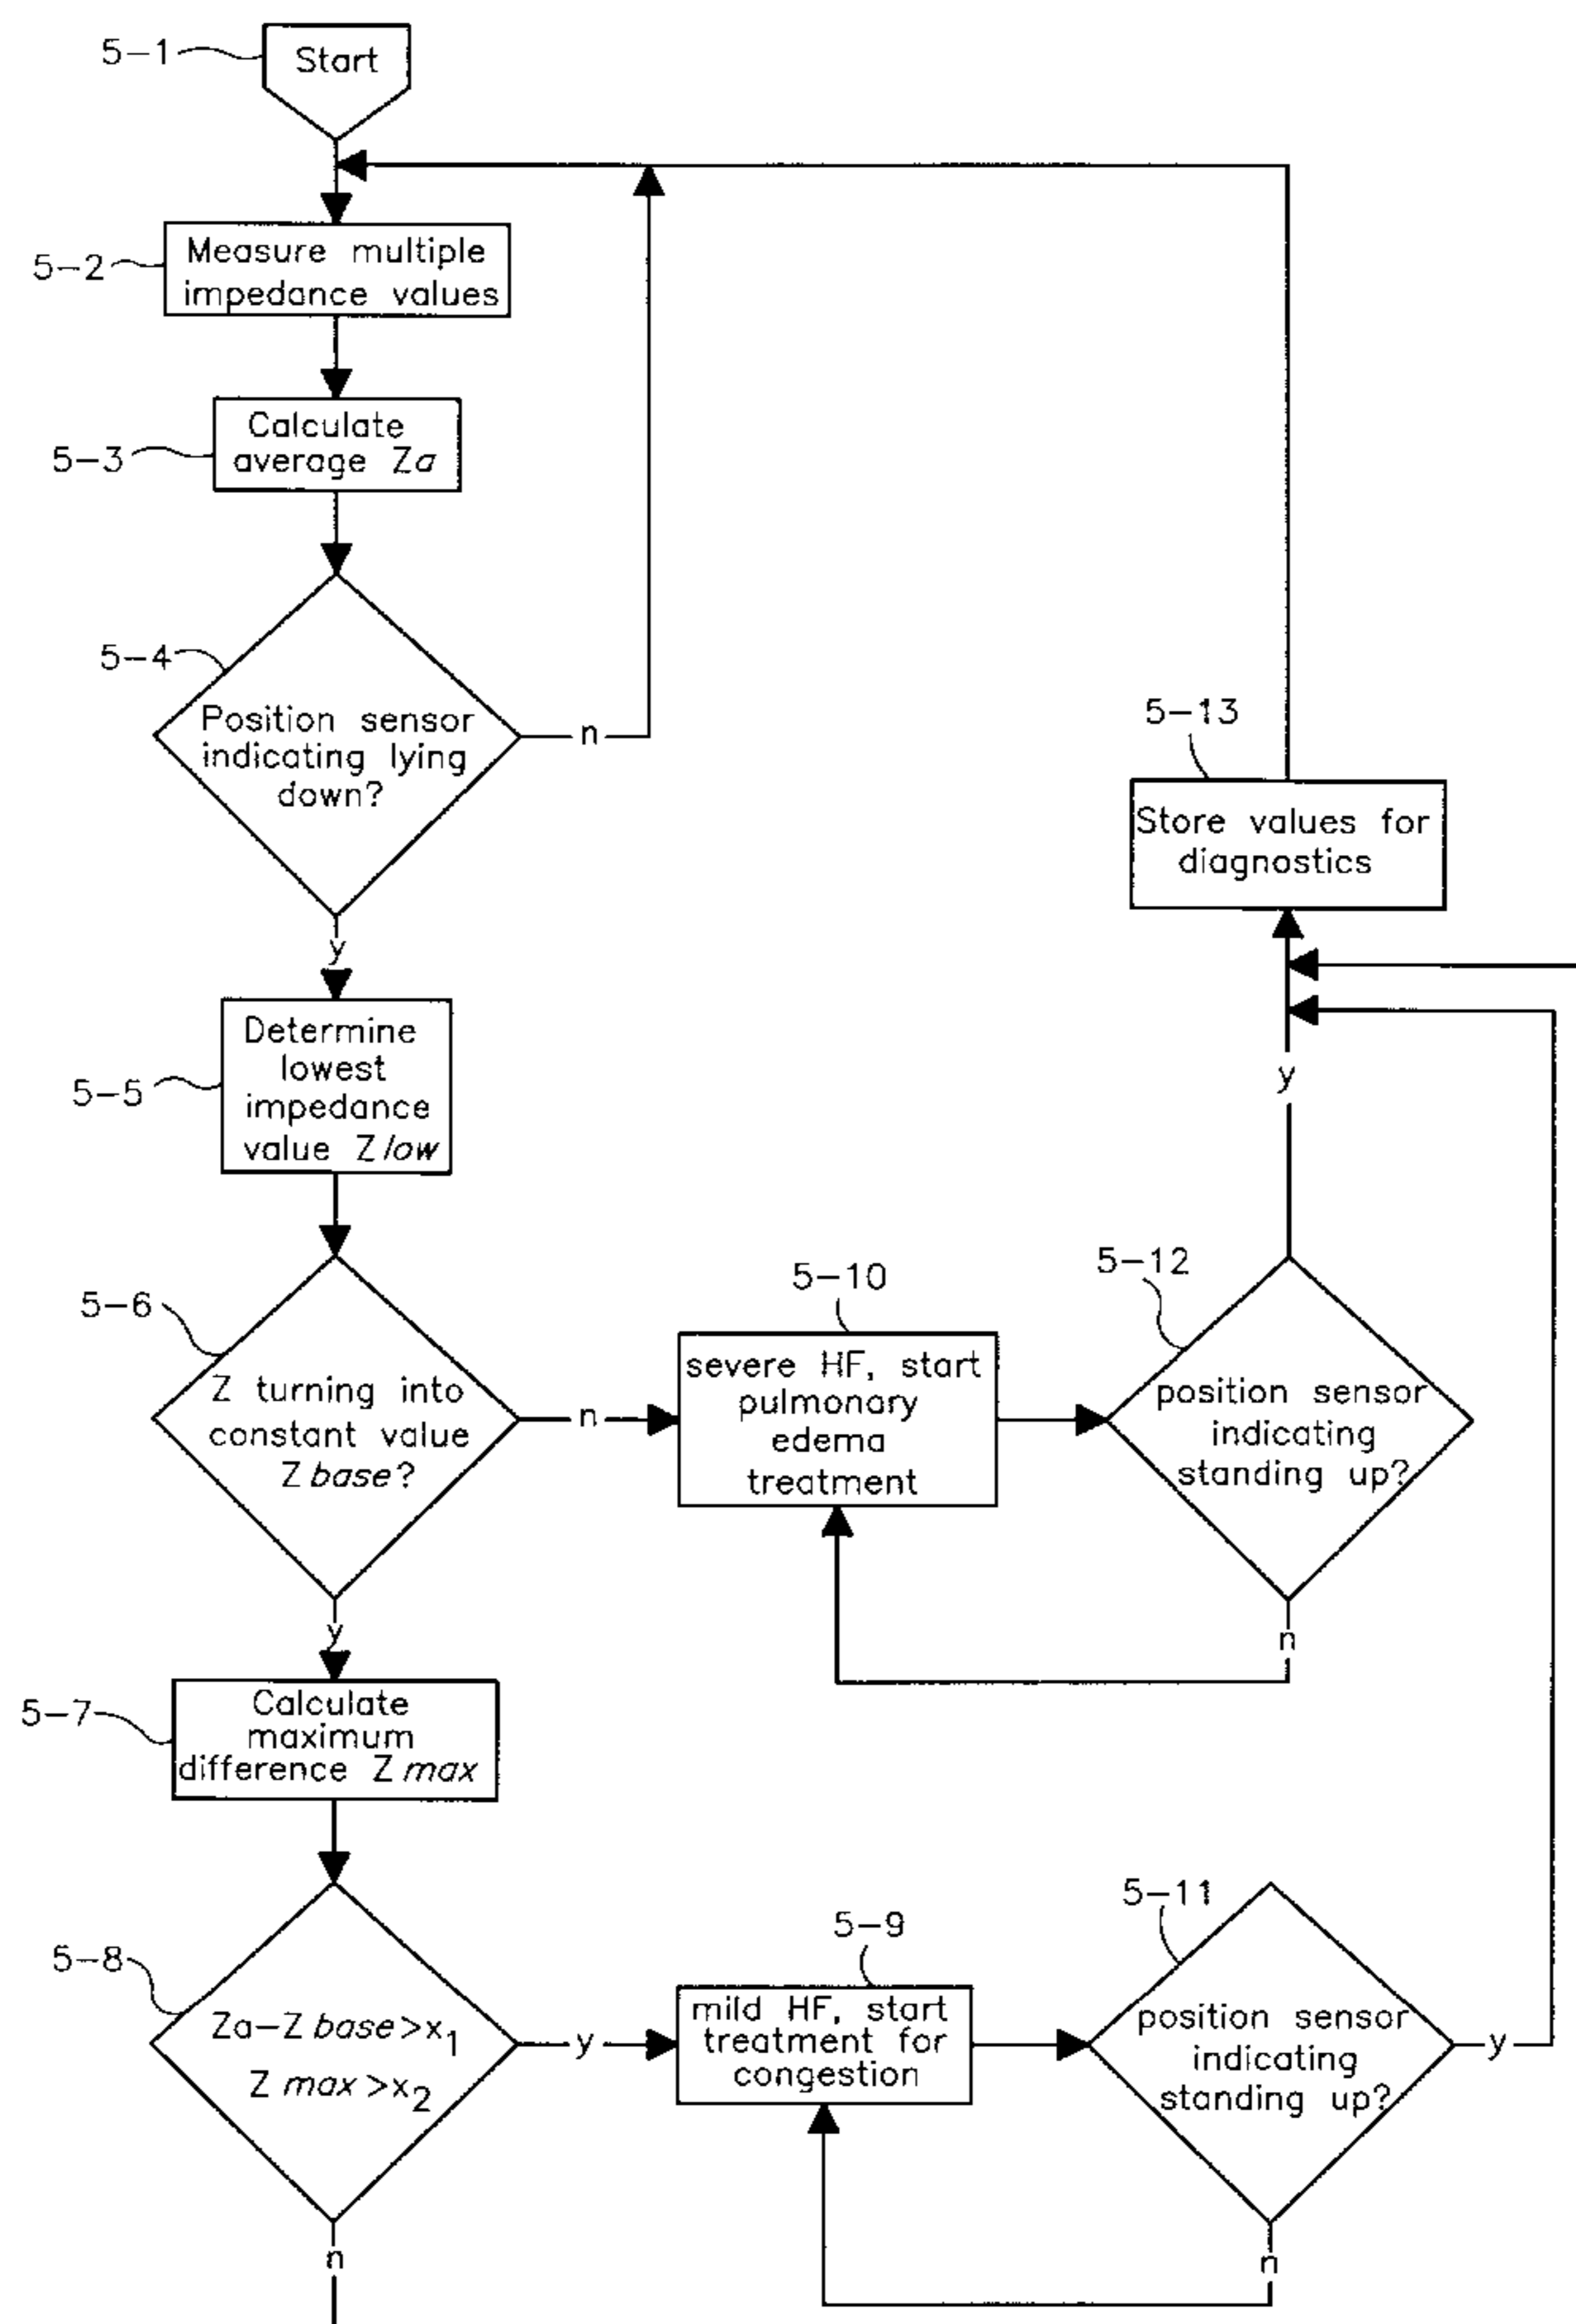 5-1
Start
5-2
Measure multiple
impedance values
5-3
Calculate
average Za
5-4
Position sensor
indicating lying
down?
n
y
5-13
Store values for
diagnostics
5-5
Determine
lowest
impedance
value Z low
y
5-6
Z turning into
constant value
Z base?
n
5-10
severe HF, start
pulmonary
edema
treatment
5-12
position sensor
indicating
standing up?
n
y
5-7
Calculate
maximum
difference Z max
5-8
Za-Z base>x1
Z max>x2
y
5-9
mild HF, start
treatment for
congestion
5-11
position sensor
indicating
standing up?
y
n
n